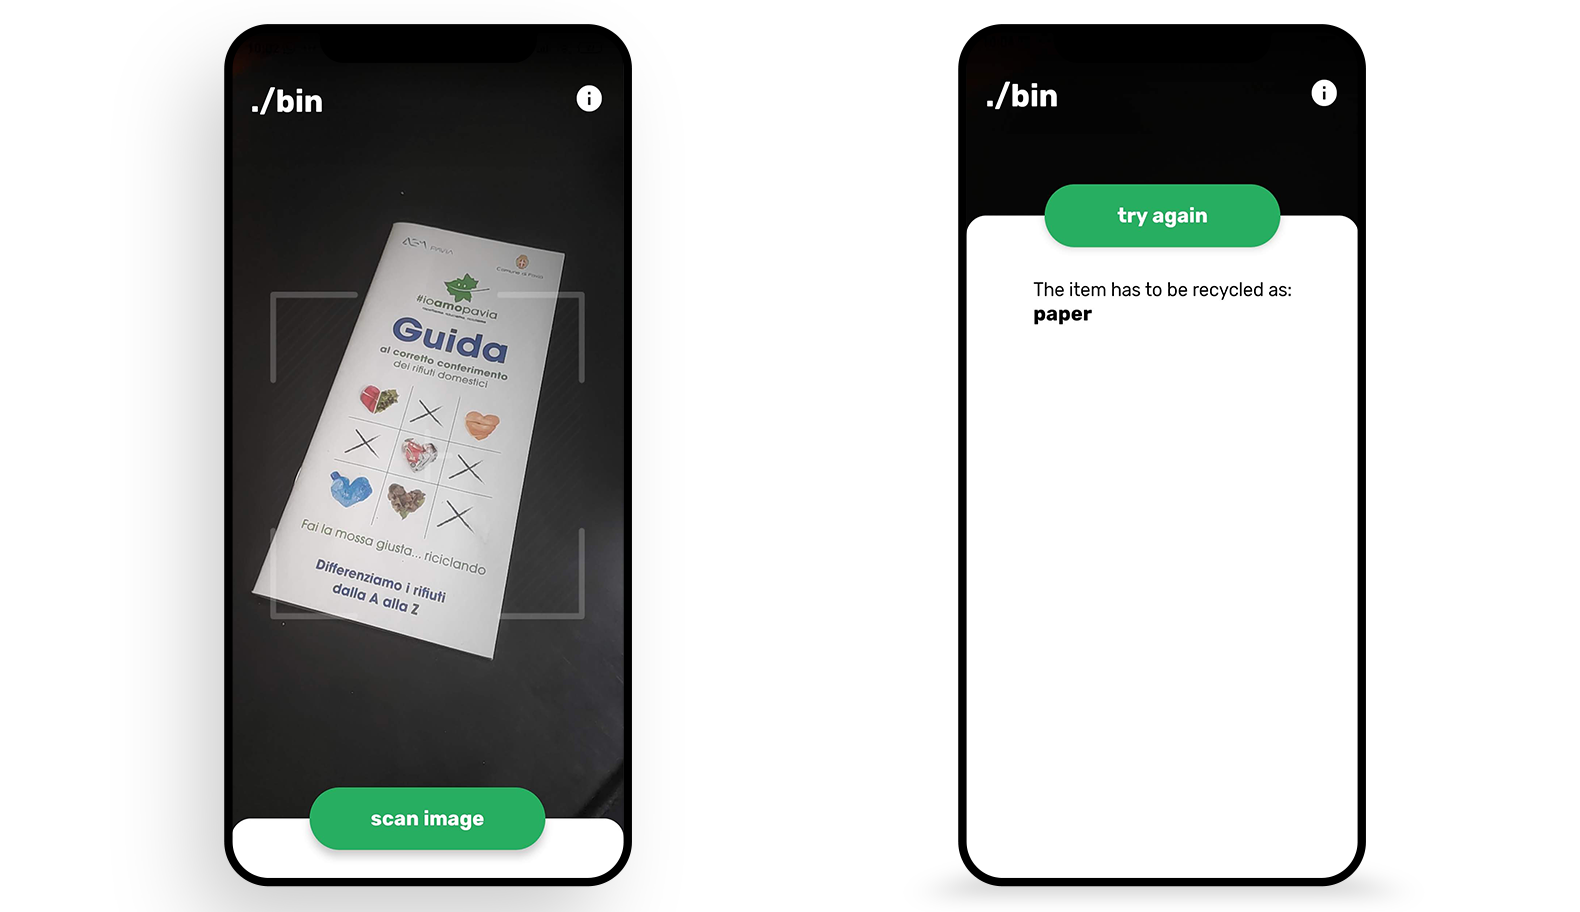 ./bin
i
ASM PAVIA
Comune di Pavia
#ioamopavia
Guida
al corretto conferimento
dei rifiuti domestici
Fai la mossa giusta... riciclando
Differenziamo i rifiuti
dalla A alla Z
scan image
./bin
i
try again
The item has to be recycled as:
paper